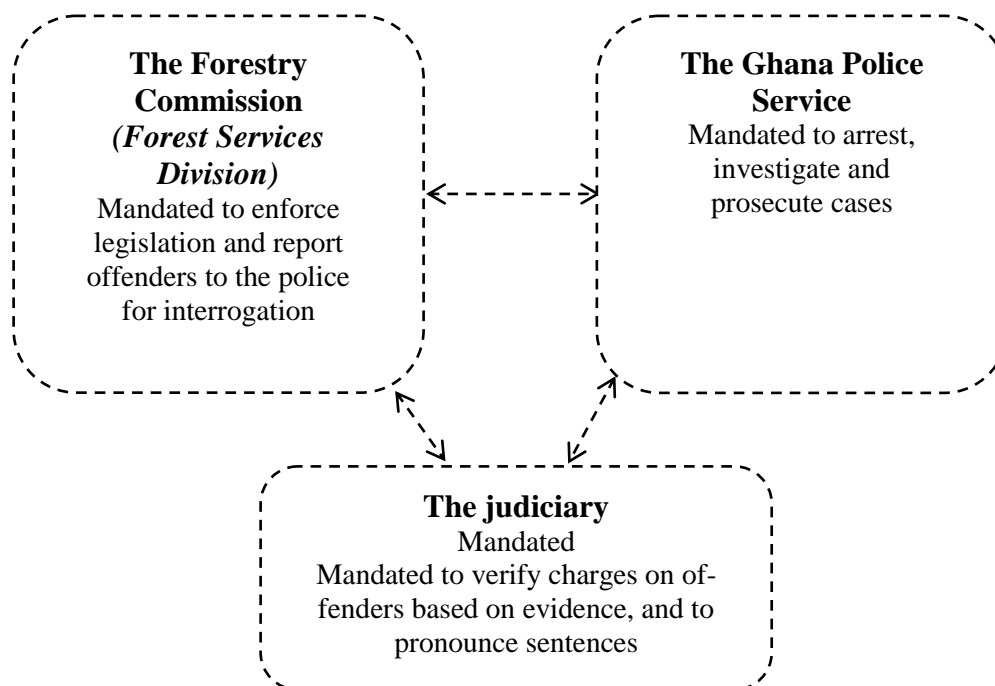 The Forestry
Commission
(Forest Services
Division)
Mandated to enforce
legislation and report
offenders to the police
for interrogation
The Ghana Police
Service
Mandated to arrest,
investigate and
prosecute cases
The judiciary
Mandated
Mandated to verify charges on of-
fenders based on evidence, and to
pronounce sentences